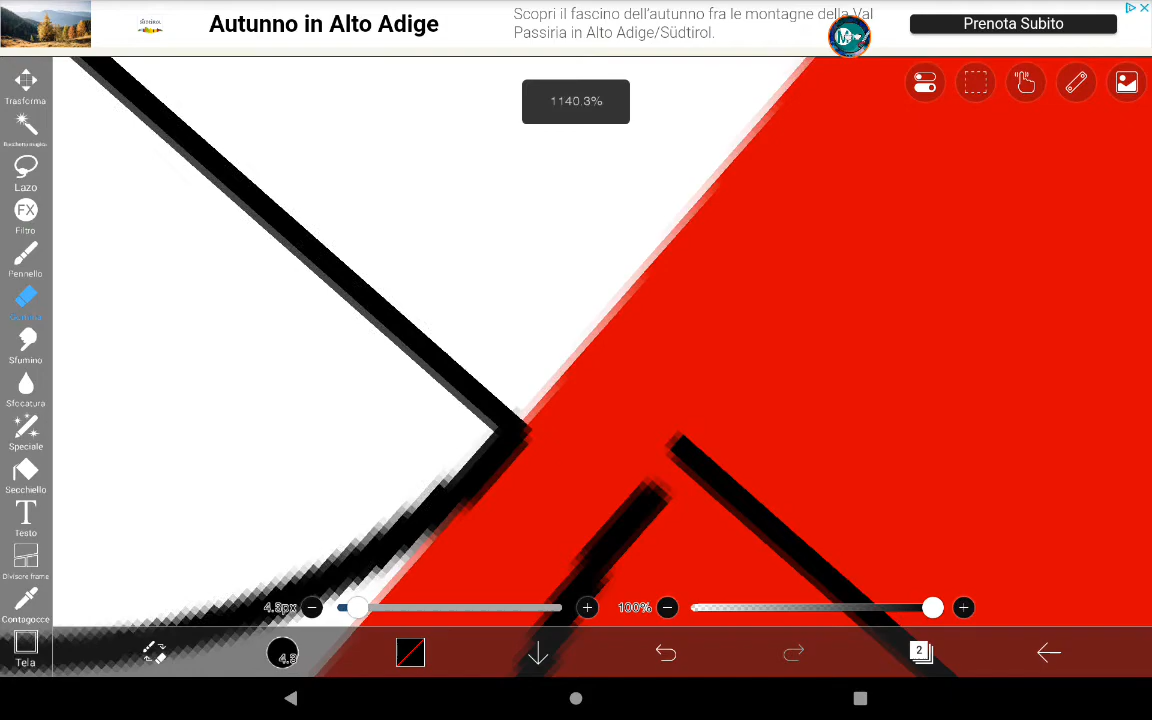 SÜDTIROL
Autunno in Alto Adige
Scopri il fascino dell'autunno fra le montagne della Val
Passiria in Alto Adige/Südtirol.
Prenota Subito
1140.3%
Trasforma
Bacchetta magica
Lazo
FX
Filtro
Pennello
Sfumino
Sfocatura
Speciale
Secchiello
T
Testo
Divisore frame
Contagocce
Tela
4.3px
100%
4.3
2